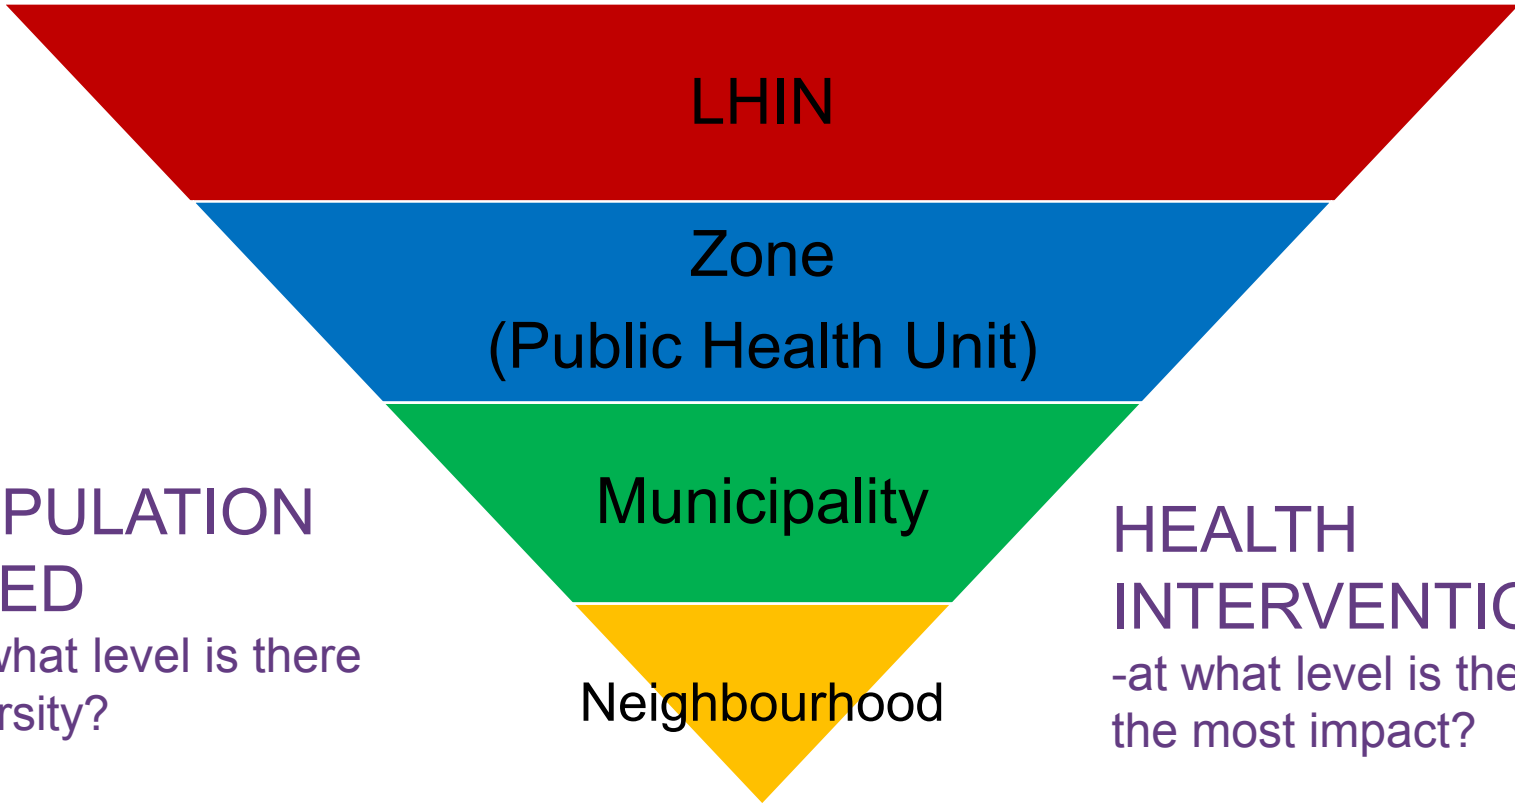 LHIN
Zone
(Public Health Unit)
Municipality
Neighbourhood
PULATION
ED
what level is there
rsity?
HEALTH
INTERVENTIO
-at what level is the
the most impact?